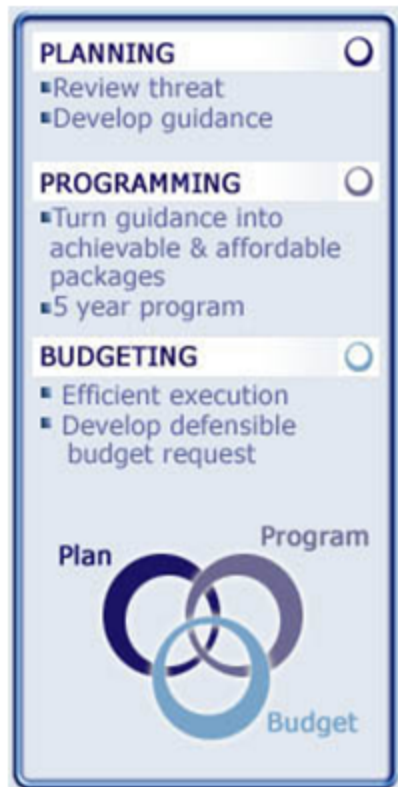 PLANNING
Review threat
Develop guidance
PROGRAMMING
Turn guidance into
achievable & affordable
packages
5 year program
BUDGETING
Efficient execution
Develop defensible
budget request
Program
Plan
Budget